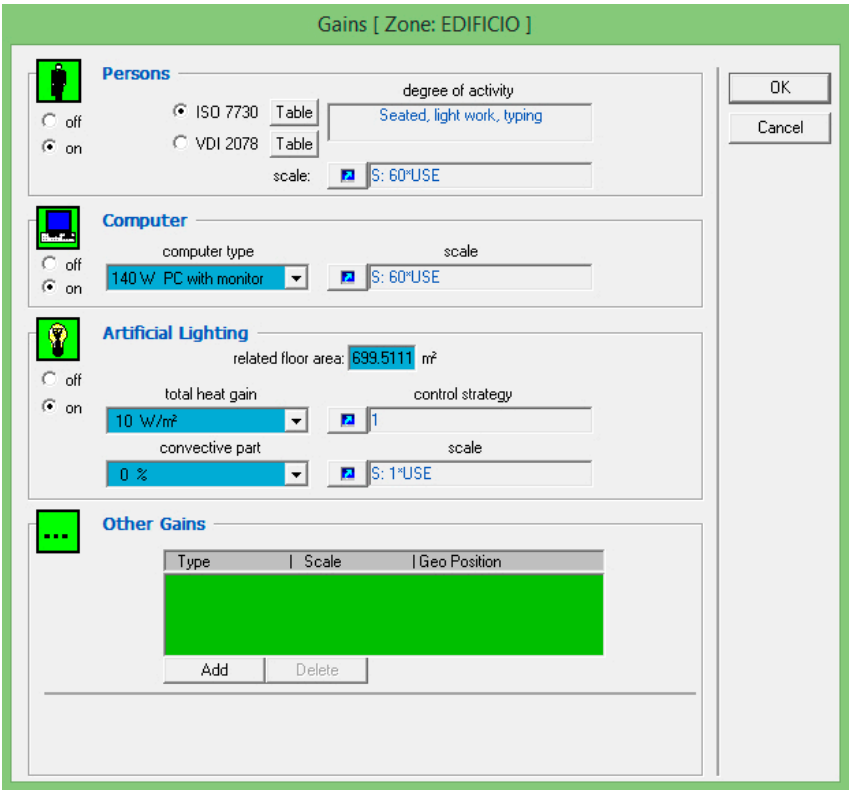 Gains [ Zone: EDIFICIO ]
Persons
degree of activity
off
on
ISO 7730 Table
VDI 2078 Table
Seated, light work, typing
scale: S: 60*USE
OK
Cancel
Computer
computer type scale
off
on
140 W PC with monitor S: 60*USE
Artificial Lighting
related floor area: 699.5111 m²
off
on
total heat gain control strategy
10 W/m² 1
convective part scale
0 % S: 1*USE
...
Other Gains
Type | Scale | Geo Position
Add Delete